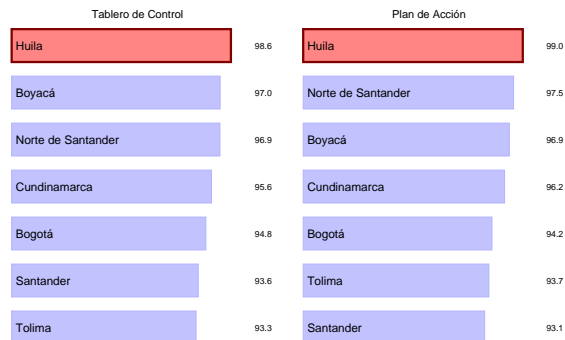 Tablero de Control
Huila 98.6
Boyacá 97.0
Norte de Santander 96.9
Cundinamarca 95.6
Bogotá 94.8
Santander 93.6
Tolima 93.3
Plan de Acción
Huila 99.0
Norte de Santander 97.5
Boyacá 96.9
Cundinamarca 96.2
Bogotá 94.2
Tolima 93.7
Santander 93.1